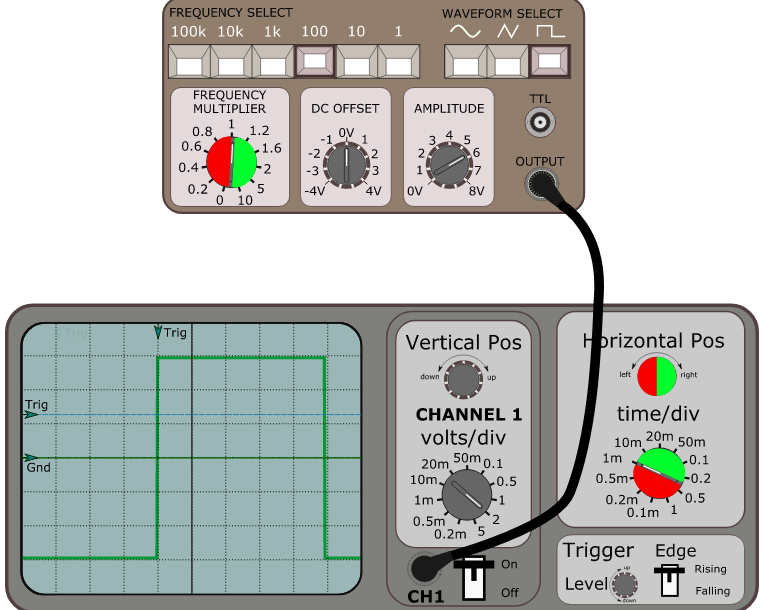 FREQUENCY SELECT
WAVEFORM SELECT
100k 10k 1k 100 10 1
FREQUENCY
MULTIPLIER
0 0.2 0.4 0.6 0.8 1 1.2 1.6 2 5 10
DC OFFSET
-4V -3 -2 -1 0V 1 2 3 4V
AMPLITUDE
0V 1 2 3 4 5 6 7 8V
TTL
OUTPUT
Trig
Trig
Trig
Gnd
Vertical Pos
down up
CHANNEL 1
volts/div
0.2m 0.5m 1m 10m 20m 50m 0.1 0.5 1 2 5
CH1
On
Off
Horizontal Pos
left right
time/div
0.1m 0.2m 0.5m 1m 10m 20m 50m 0.1 0.2 0.5 1
Trigger
Level
up
down
Edge
Rising
Falling